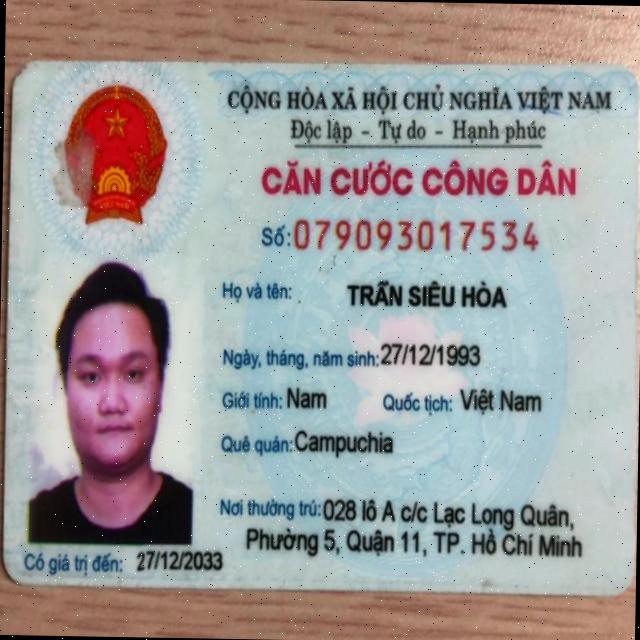 CỘNG HÒA XÃ HỘI CHỦ NGHĨA VIỆT NAM
Độc lập - Tự do - Hạnh phúc
CĂN CƯỚC CÔNG DÂN
Số: 079093017534
Họ và tên: TRẦN SIÊU HÒA
Ngày, tháng, năm sinh: 27/12/1993
Giới tính: Nam Quốc tịch: Việt Nam
Quê quán: Campuchia
Nơi thường trú: 028 lô A c/c Lạc Long Quân,
Phường 5, Quận 11, TP. Hồ Chí Minh
Có giá trị đến: 27/12/2033